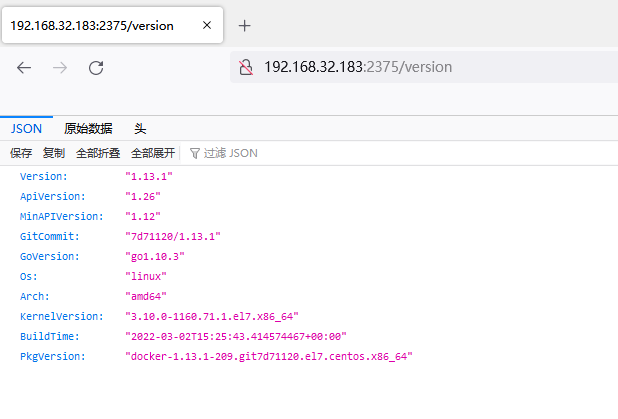 192.168.32.183:2375/version
192.168.32.183:2375/version
JSON 原始数据 头
保存 复制 全部折叠 全部展开 过滤 JSON
Version: "1.13.1"
ApiVersion: "1.26"
MinAPIVersion: "1.12"
GitCommit: "7d71120/1.13.1"
GoVersion: "go1.10.3"
Os: "linux"
Arch: "amd64"
KernelVersion: "3.10.0-1160.71.1.el7.x86_64"
BuildTime: "2022-03-02T15:25:43.414574467+00:00"
PkgVersion: "docker-1.13.1-209.git7d71120.el7.centos.x86_64"